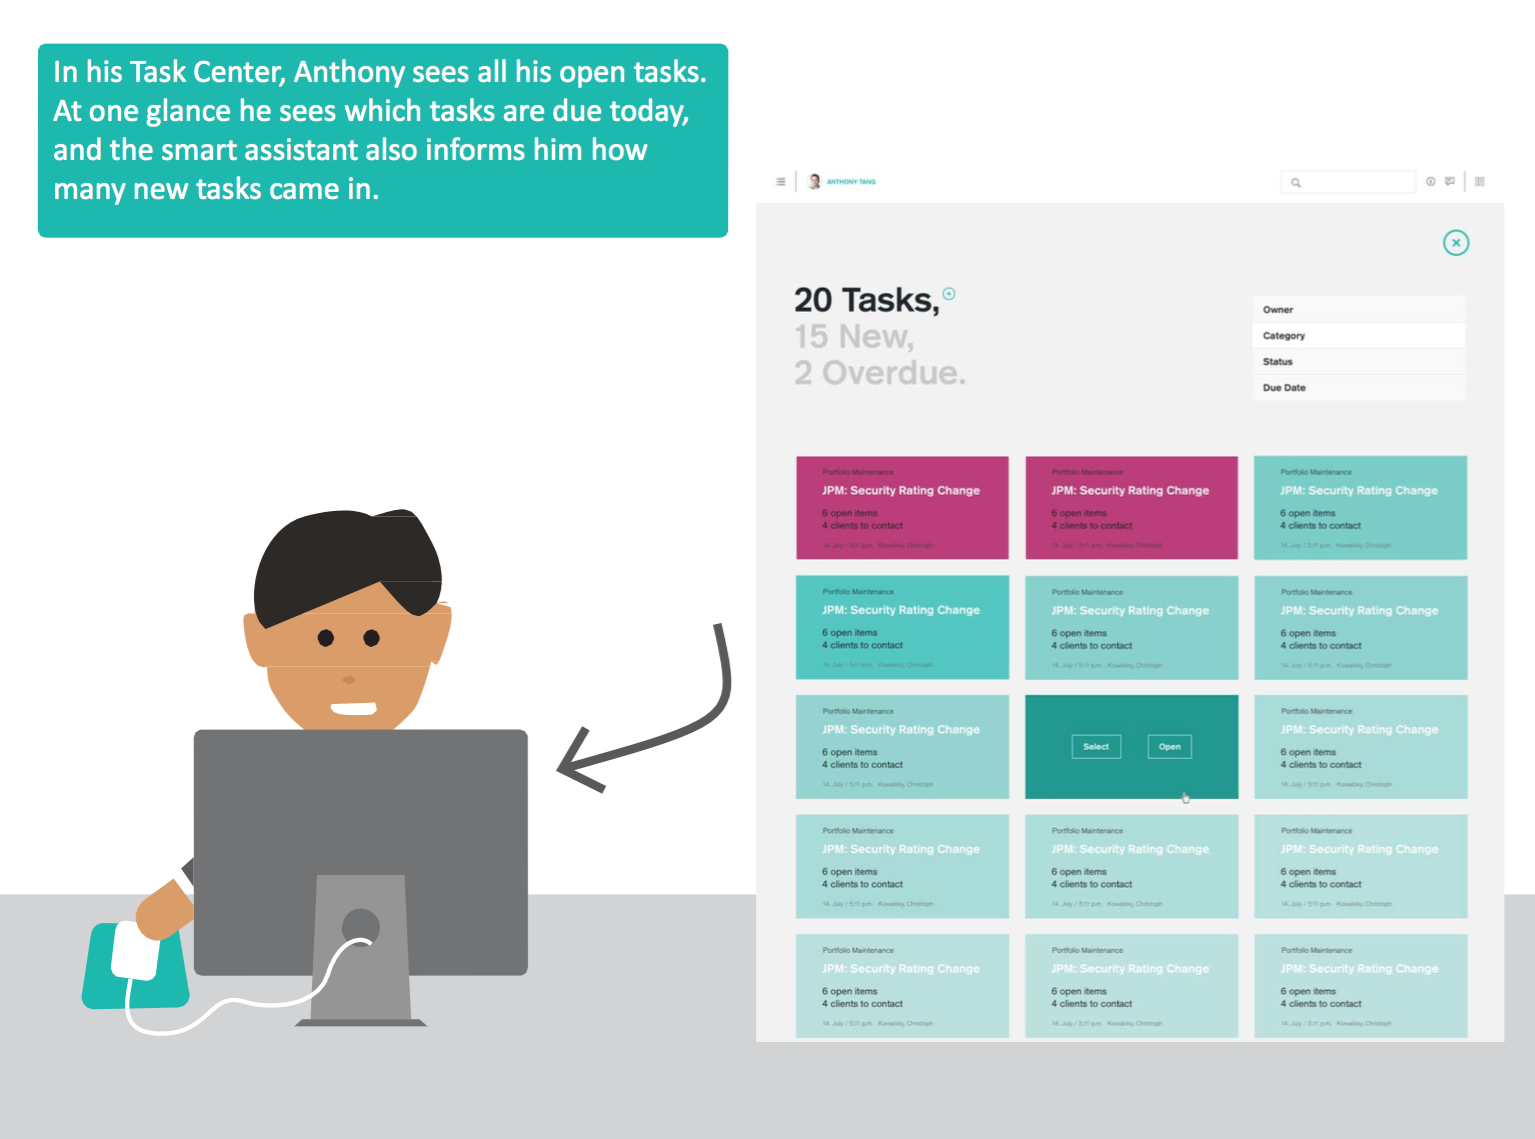 In his Task Center, Anthony sees all his open tasks.
At one glance he sees which tasks are due today,
and the smart assistant also informs him how
many new tasks came in.
ANTHONY TANG
20 Tasks,
15 New,
2 Overdue.
Owner
Category
Status
Due Date
Portfolio Maintenance
JPM: Security Rating Change
6 open items
4 clients to contact
14. July / 5:11 p.m. Kowalsky, Christoph
Portfolio Maintenance
JPM: Security Rating Change
6 open items
4 clients to contact
14. July / 5:11 p.m. Kowalsky, Christoph
Portfolio Maintenance
JPM: Security Rating Change
6 open items
4 clients to contact
14. July / 5:11 p.m. Kowalsky, Christoph
Portfolio Maintenance
JPM: Security Rating Change
6 open items
4 clients to contact
14. July / 5:11 p.m. Kowalsky, Christoph
Portfolio Maintenance
JPM: Security Rating Change
6 open items
4 clients to contact
14. July / 5:11 p.m. Kowalsky, Christoph
Portfolio Maintenance
JPM: Security Rating Change
6 open items
4 clients to contact
14. July / 5:11 p.m. Kowalsky, Christoph
Portfolio Maintenance
JPM: Security Rating Change
6 open items
4 clients to contact
14. July / 5:11 p.m. Kowalsky, Christoph
Select
Open
Portfolio Maintenance
JPM: Security Rating Change
6 open items
4 clients to contact
14. July / 5:11 p.m. Kowalsky, Christoph
Portfolio Maintenance
JPM: Security Rating Change
6 open items
4 clients to contact
14. July / 5:11 p.m. Kowalsky, Christoph
Portfolio Maintenance
JPM: Security Rating Change
6 open items
4 clients to contact
14. July / 5:11 p.m. Kowalsky, Christoph
Portfolio Maintenance
JPM: Security Rating Change
6 open items
4 clients to contact
14. July / 5:11 p.m. Kowalsky, Christoph
Portfolio Maintenance
JPM: Security Rating Change
6 open items
4 clients to contact
14. July / 5:11 p.m. Kowalsky, Christoph
Portfolio Maintenance
JPM: Security Rating Change
6 open items
4 clients to contact
14. July / 5:11 p.m. Kowalsky, Christoph
Portfolio Maintenance
JPM: Security Rating Change
6 open items
4 clients to contact
14. July / 5:11 p.m. Kowalsky, Christoph